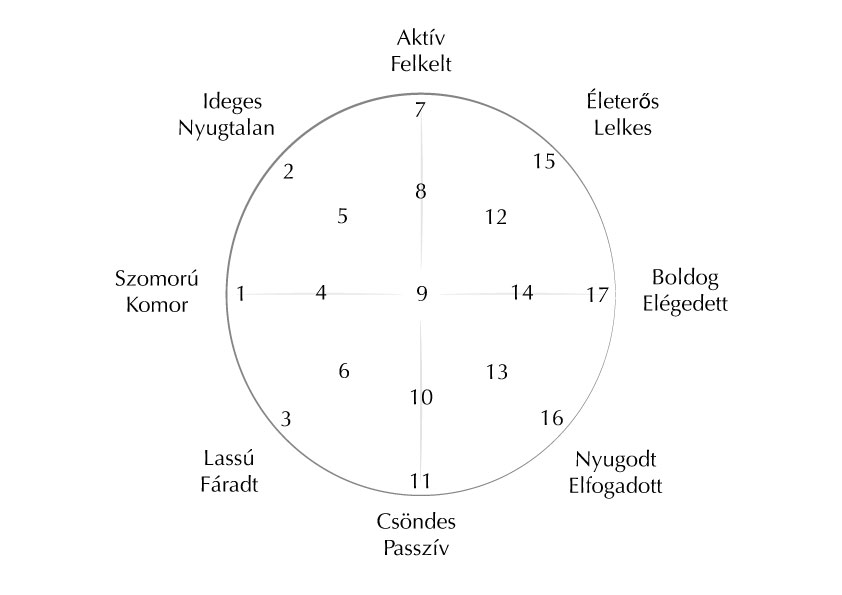 Aktív
Felkelt
Ideges
Nyugtalan
Életerős
Lelkes
7
2
15
8
5
12
Szomorú
Komor
1
4
9
14
17
Boldog
Elégedett
6
13
10
3
16
Lassú
Fáradt
Nyugodt
Elfogadott
11
Csöndes
Passzív